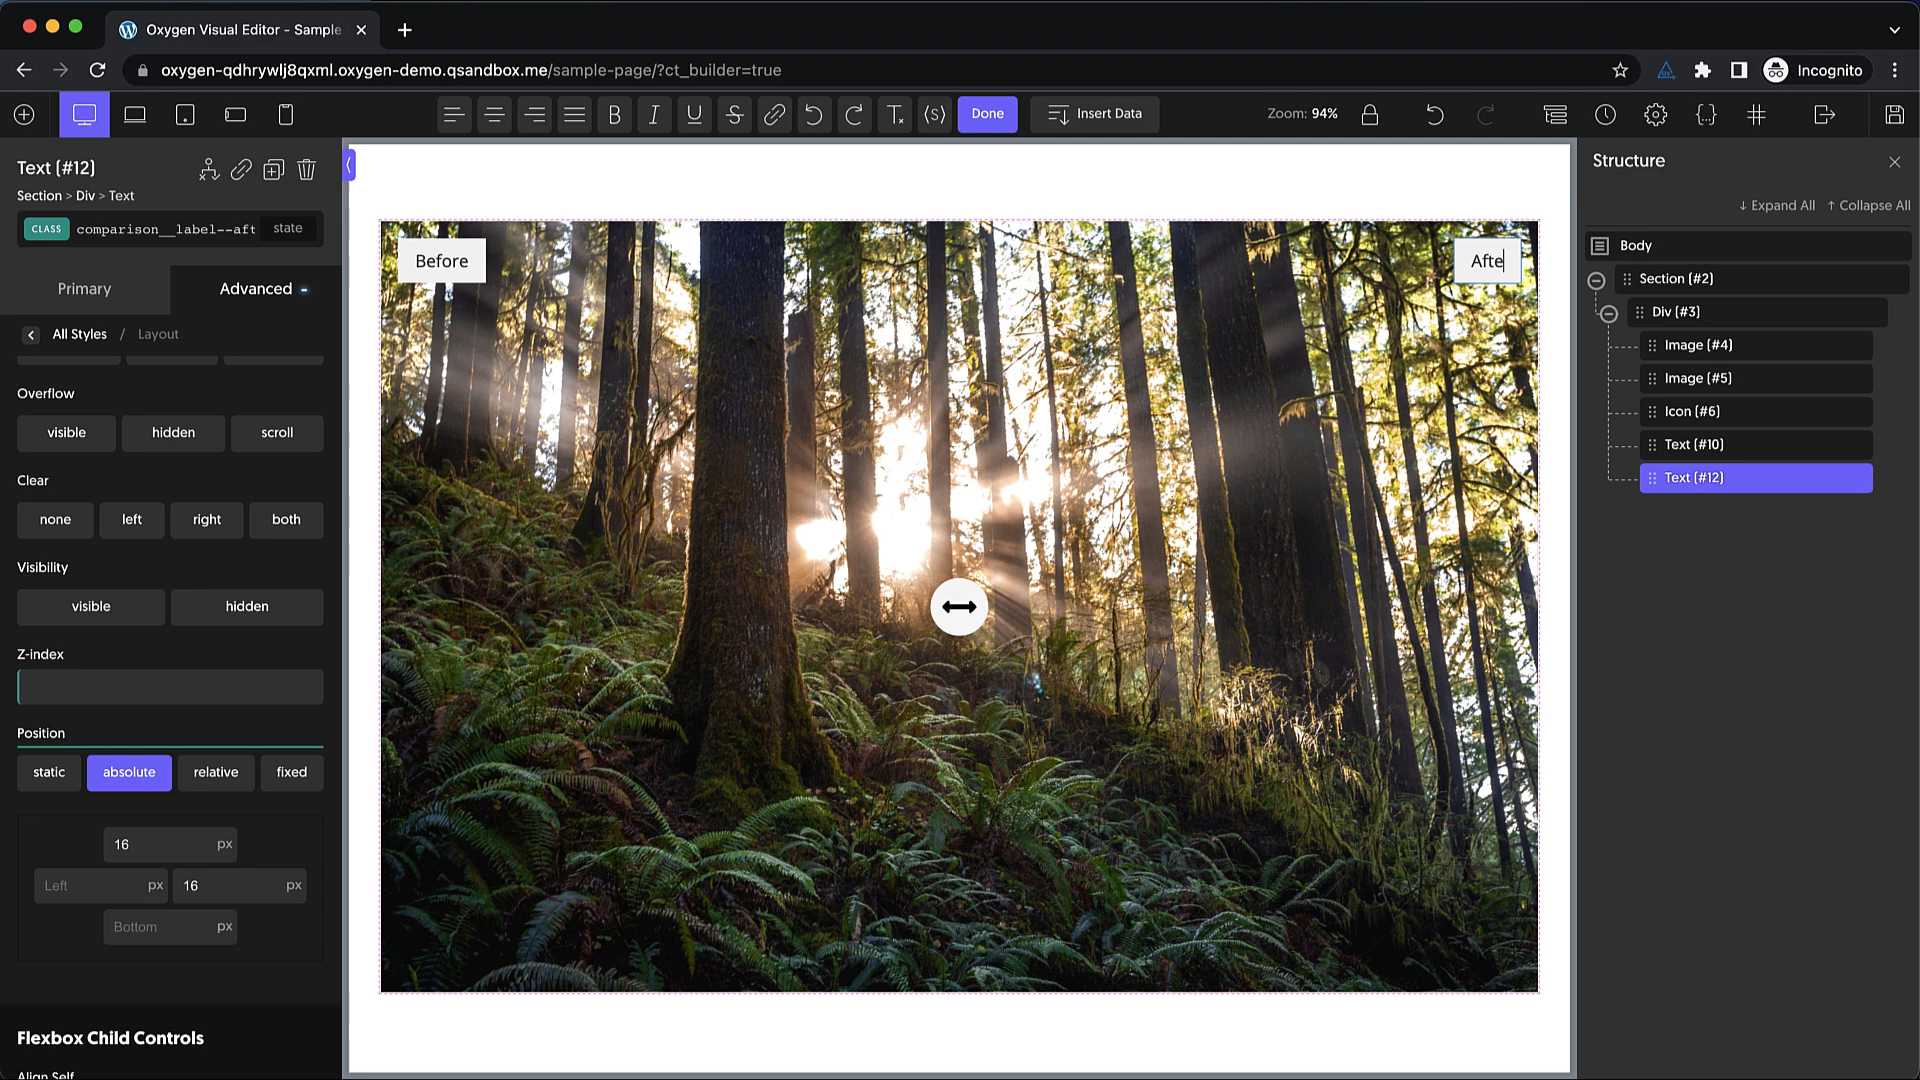 Oxygen Visual Editor - Sample
oxygen-qdhrywlj8qxml.oxygen-demo.qsandbox.me/sample-page/?ct_builder=true
Incognito
Done
Insert Data
Zoom: 94%
Text (#12)
Section > Div > Text
CLASS comparison__label--aft state
Primary
Advanced
All Styles / Layout
Overflow
visible hidden scroll
Clear
none left right both
Visibility
visible hidden
Z-index
Position
static absolute relative fixed
16 px
Left px 16 px
Bottom px
Flexbox Child Controls
Align Self
Before
Afte
Structure
↓ Expand All ↑ Collapse All
Body
Section (#2)
Div (#3)
Image (#4)
Image (#5)
Icon (#6)
Text (#10)
Text (#12)